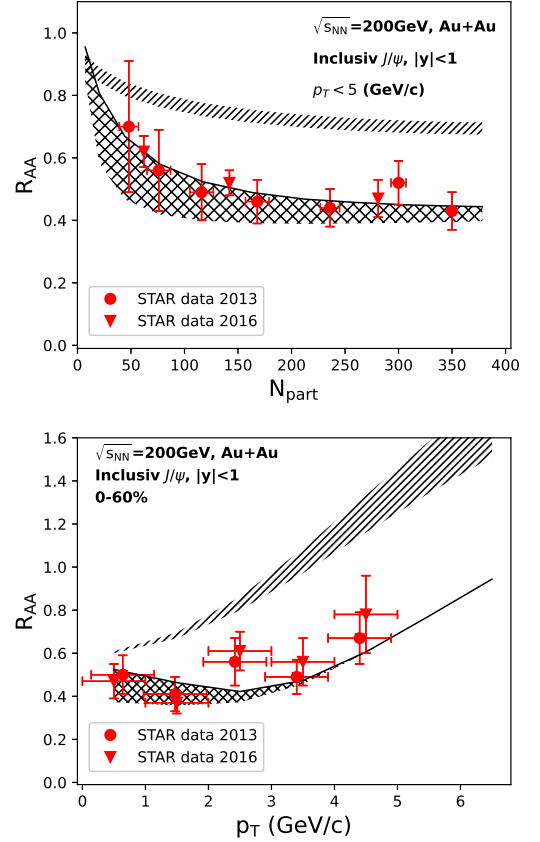 √sNN=200GeV, Au+Au
Inclusiv J/ψ, |y|<1
pT < 5 (GeV/c)
1.0
0.8
0.6
0.4
0.2
0.0
RAA
STAR data 2013
STAR data 2016
0 50 100 150 200 250 300 350 400
Npart
√sNN=200GeV, Au+Au
Inclusiv J/ψ, |y|<1
0-60%
1.6
1.4
1.2
1.0
0.8
0.6
0.4
0.2
0.0
RAA
STAR data 2013
STAR data 2016
0 1 2 3 4 5 6
pT (GeV/c)